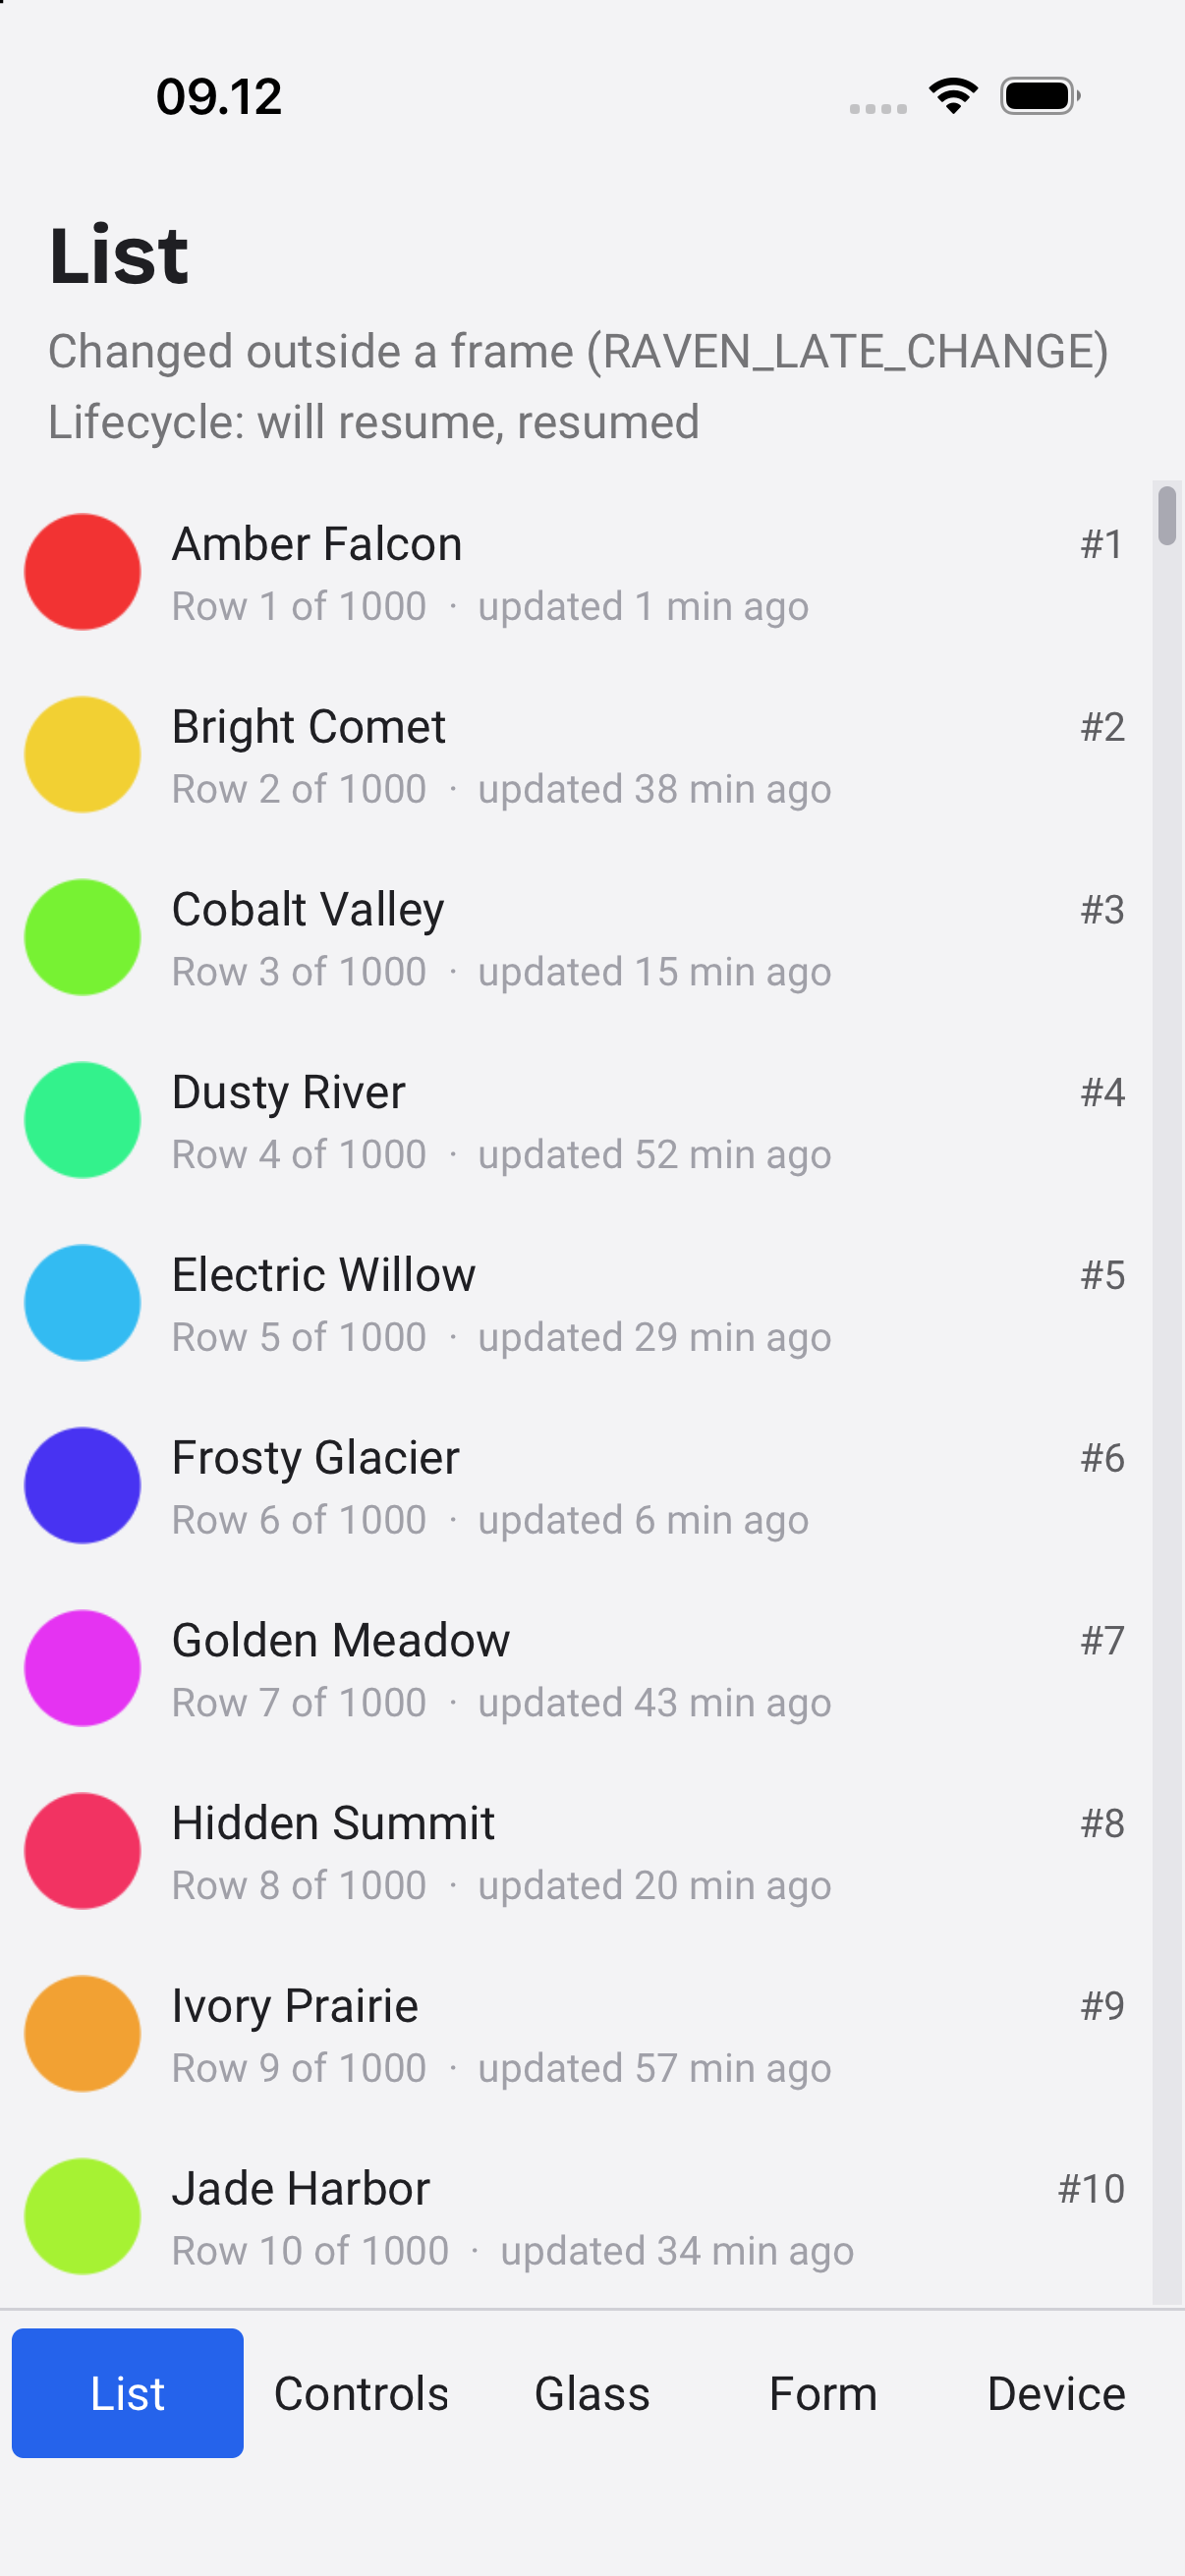 09.12
List
Changed outside a frame (RAVEN_LATE_CHANGE)
Lifecycle: will resume, resumed
Amber Falcon #1
Row 1 of 1000 · updated 1 min ago
Bright Comet #2
Row 2 of 1000 · updated 38 min ago
Cobalt Valley #3
Row 3 of 1000 · updated 15 min ago
Dusty River #4
Row 4 of 1000 · updated 52 min ago
Electric Willow #5
Row 5 of 1000 · updated 29 min ago
Frosty Glacier #6
Row 6 of 1000 · updated 6 min ago
Golden Meadow #7
Row 7 of 1000 · updated 43 min ago
Hidden Summit #8
Row 8 of 1000 · updated 20 min ago
Ivory Prairie #9
Row 9 of 1000 · updated 57 min ago
Jade Harbor #10
Row 10 of 1000 · updated 34 min ago
List Controls Glass Form Device